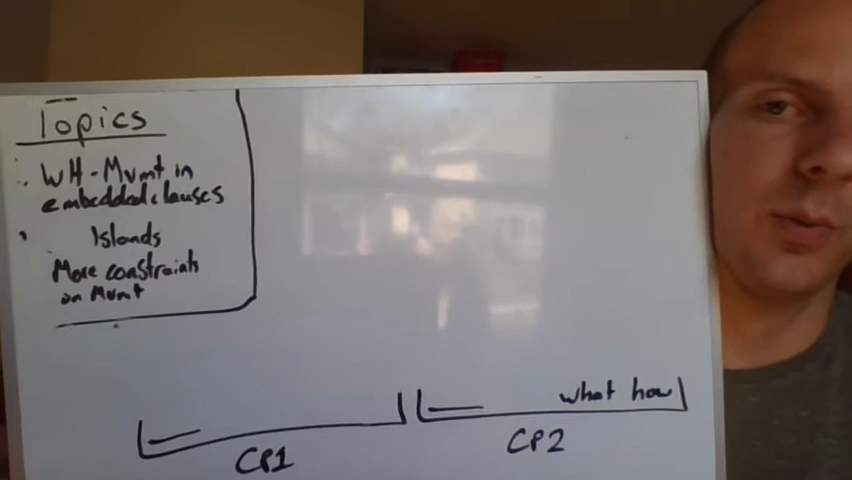 Topics
WH-Mvmt in
embedded clauses
Islands
More constraints
on Mvmt
what how
CP1
CP2